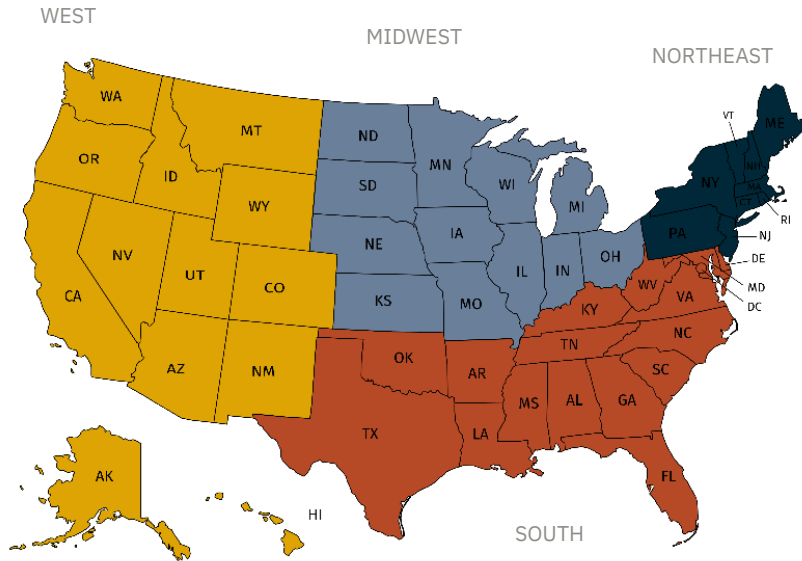 WEST
MIDWEST
NORTHEAST
WA
MT
ND
MN
VT
ME
OR
ID
SD
WI
NY
NH
MA
WY
MI
CT
RI
NV
UT
NE
IA
PA
NJ
CA
CO
KS
IL
IN
OH
DE
MO
WV
VA
MD
DC
KY
AZ
NM
OK
AR
TN
NC
SC
TX
LA
MS
AL
GA
AK
FL
HI
SOUTH